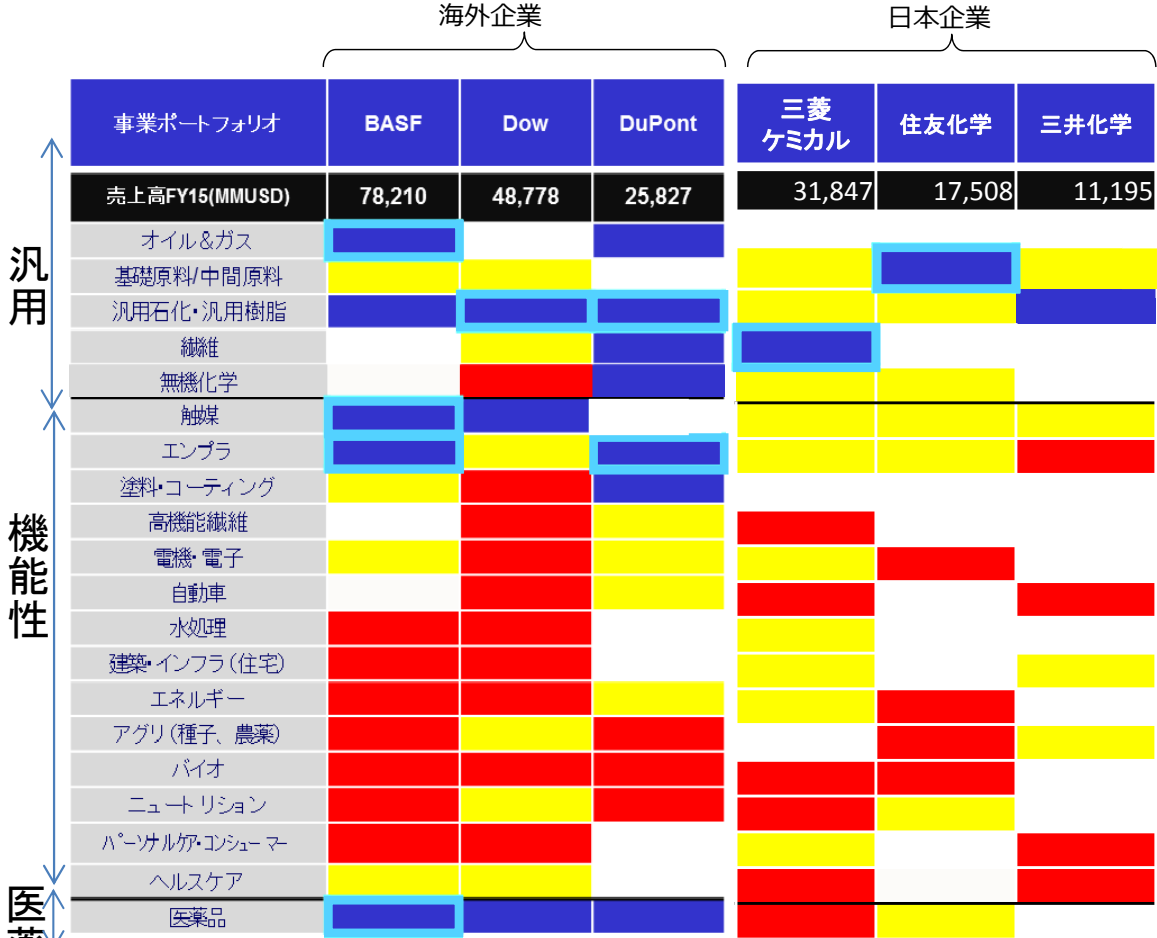 海外企業
日本企業
事業ポートフォリオ BASF Dow DuPont 三菱ケミカル 住友化学 三井化学
売上高FY15(MMUSD) 78,210 48,778 25,827 31,847 17,508 11,195
汎用
オイル&ガス
基礎原料/中間原料
汎用石化・汎用樹脂
繊維
無機化学
機能性
触媒
エンプラ
塗料・コーティング
高機能繊維
電機・電子
自動車
水処理
建築・インフラ(住宅)
エネルギー
アグリ(種子、農薬)
バイオ
ニュートリション
パーソナルケア・コンシューマー
ヘルスケア
医薬
医薬品